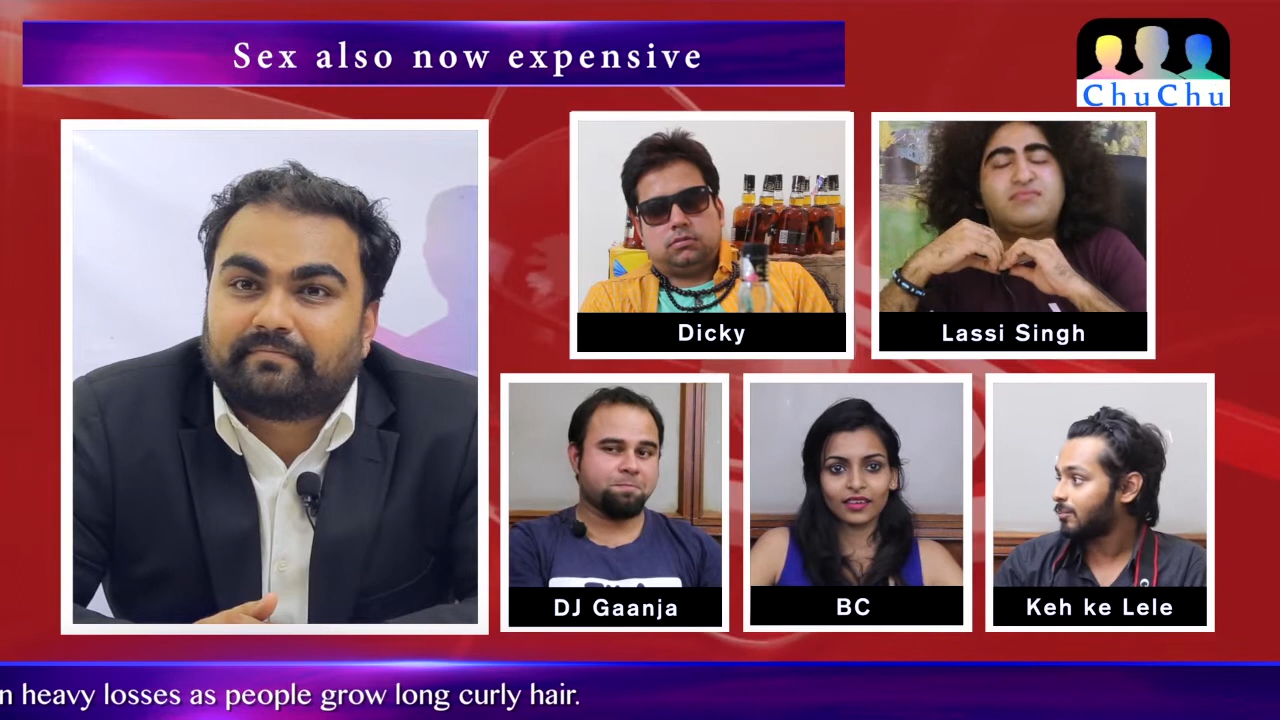 Sex also now expensive
ChuChu
Dicky
Lassi Singh
DJ Gaanja
BC
Keh ke Lele
heavy losses as people grow long curly hair.